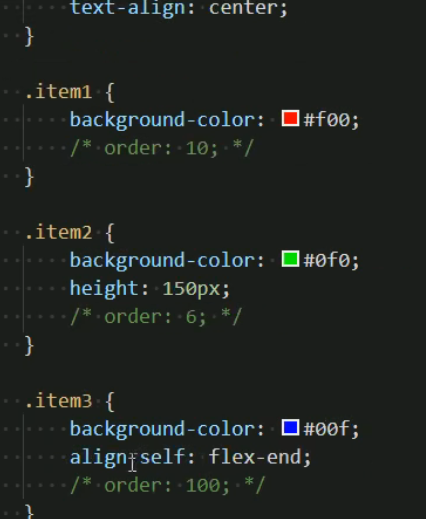 text-align: center;
}
.item1 {
background-color: #f00;
/* order: 10; */
}
.item2 {
background-color: #0f0;
height: 150px;
/* order: 6; */
}
.item3 {
background-color: #00f;
align-self: flex-end;
/* order: 100; */
}